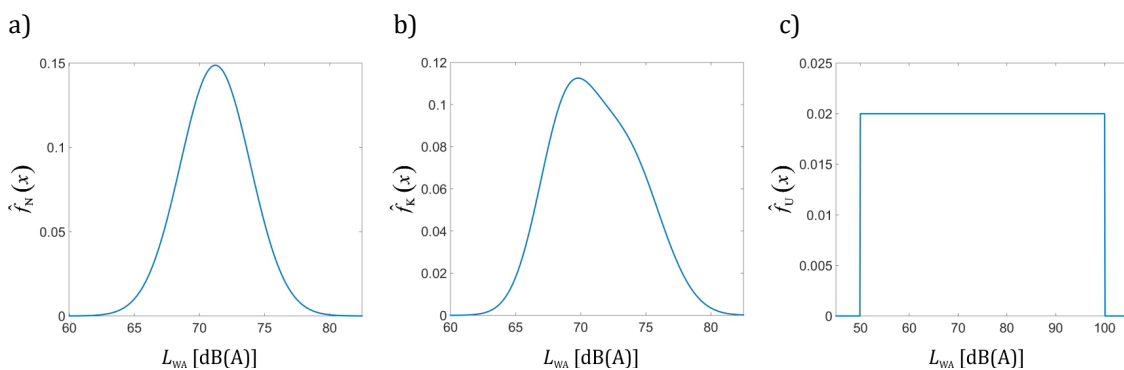 a)
0.15
0.1
0.05
0
60 65 70 75 80
f̂N(x)
LWA [dB(A)]
b)
0.12
0.1
0.08
0.06
0.04
0.02
0
60 65 70 75 80
f̂K(x)
LWA [dB(A)]
c)
0.025
0.02
0.015
0.01
0.005
0
50 60 70 80 90 100
f̂U(x)
LWA [dB(A)]